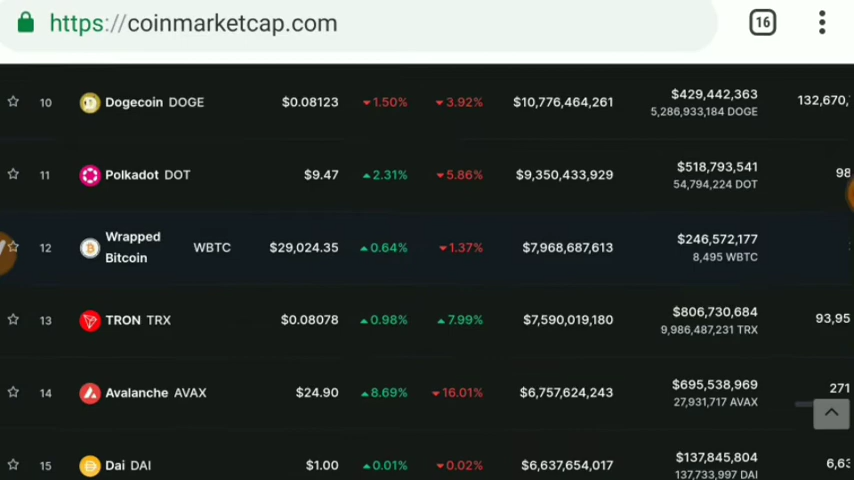 https://coinmarketcap.com 16
10 Dogecoin DOGE $0.08123 1.50% 3.92% $10,776,464,261 $429,442,363 132,670,
5,286,933,184 DOGE
11 Polkadot DOT $9.47 2.31% 5.86% $9,350,433,929 $518,793,541 98
54,794,224 DOT
12 Wrapped Bitcoin WBTC $29,024.35 0.64% 1.37% $7,968,687,613 $246,572,177
8,495 WBTC
13 TRON TRX $0.08078 0.98% 7.99% $7,590,019,180 $806,730,684 93,95
9,986,487,231 TRX
14 Avalanche AVAX $24.90 8.69% 16.01% $6,757,624,243 $695,538,969 271
27,931,717 AVAX
15 Dai DAI $1.00 0.01% 0.02% $6,637,654,017 $137,845,804 6,63
137,733,997 DAI